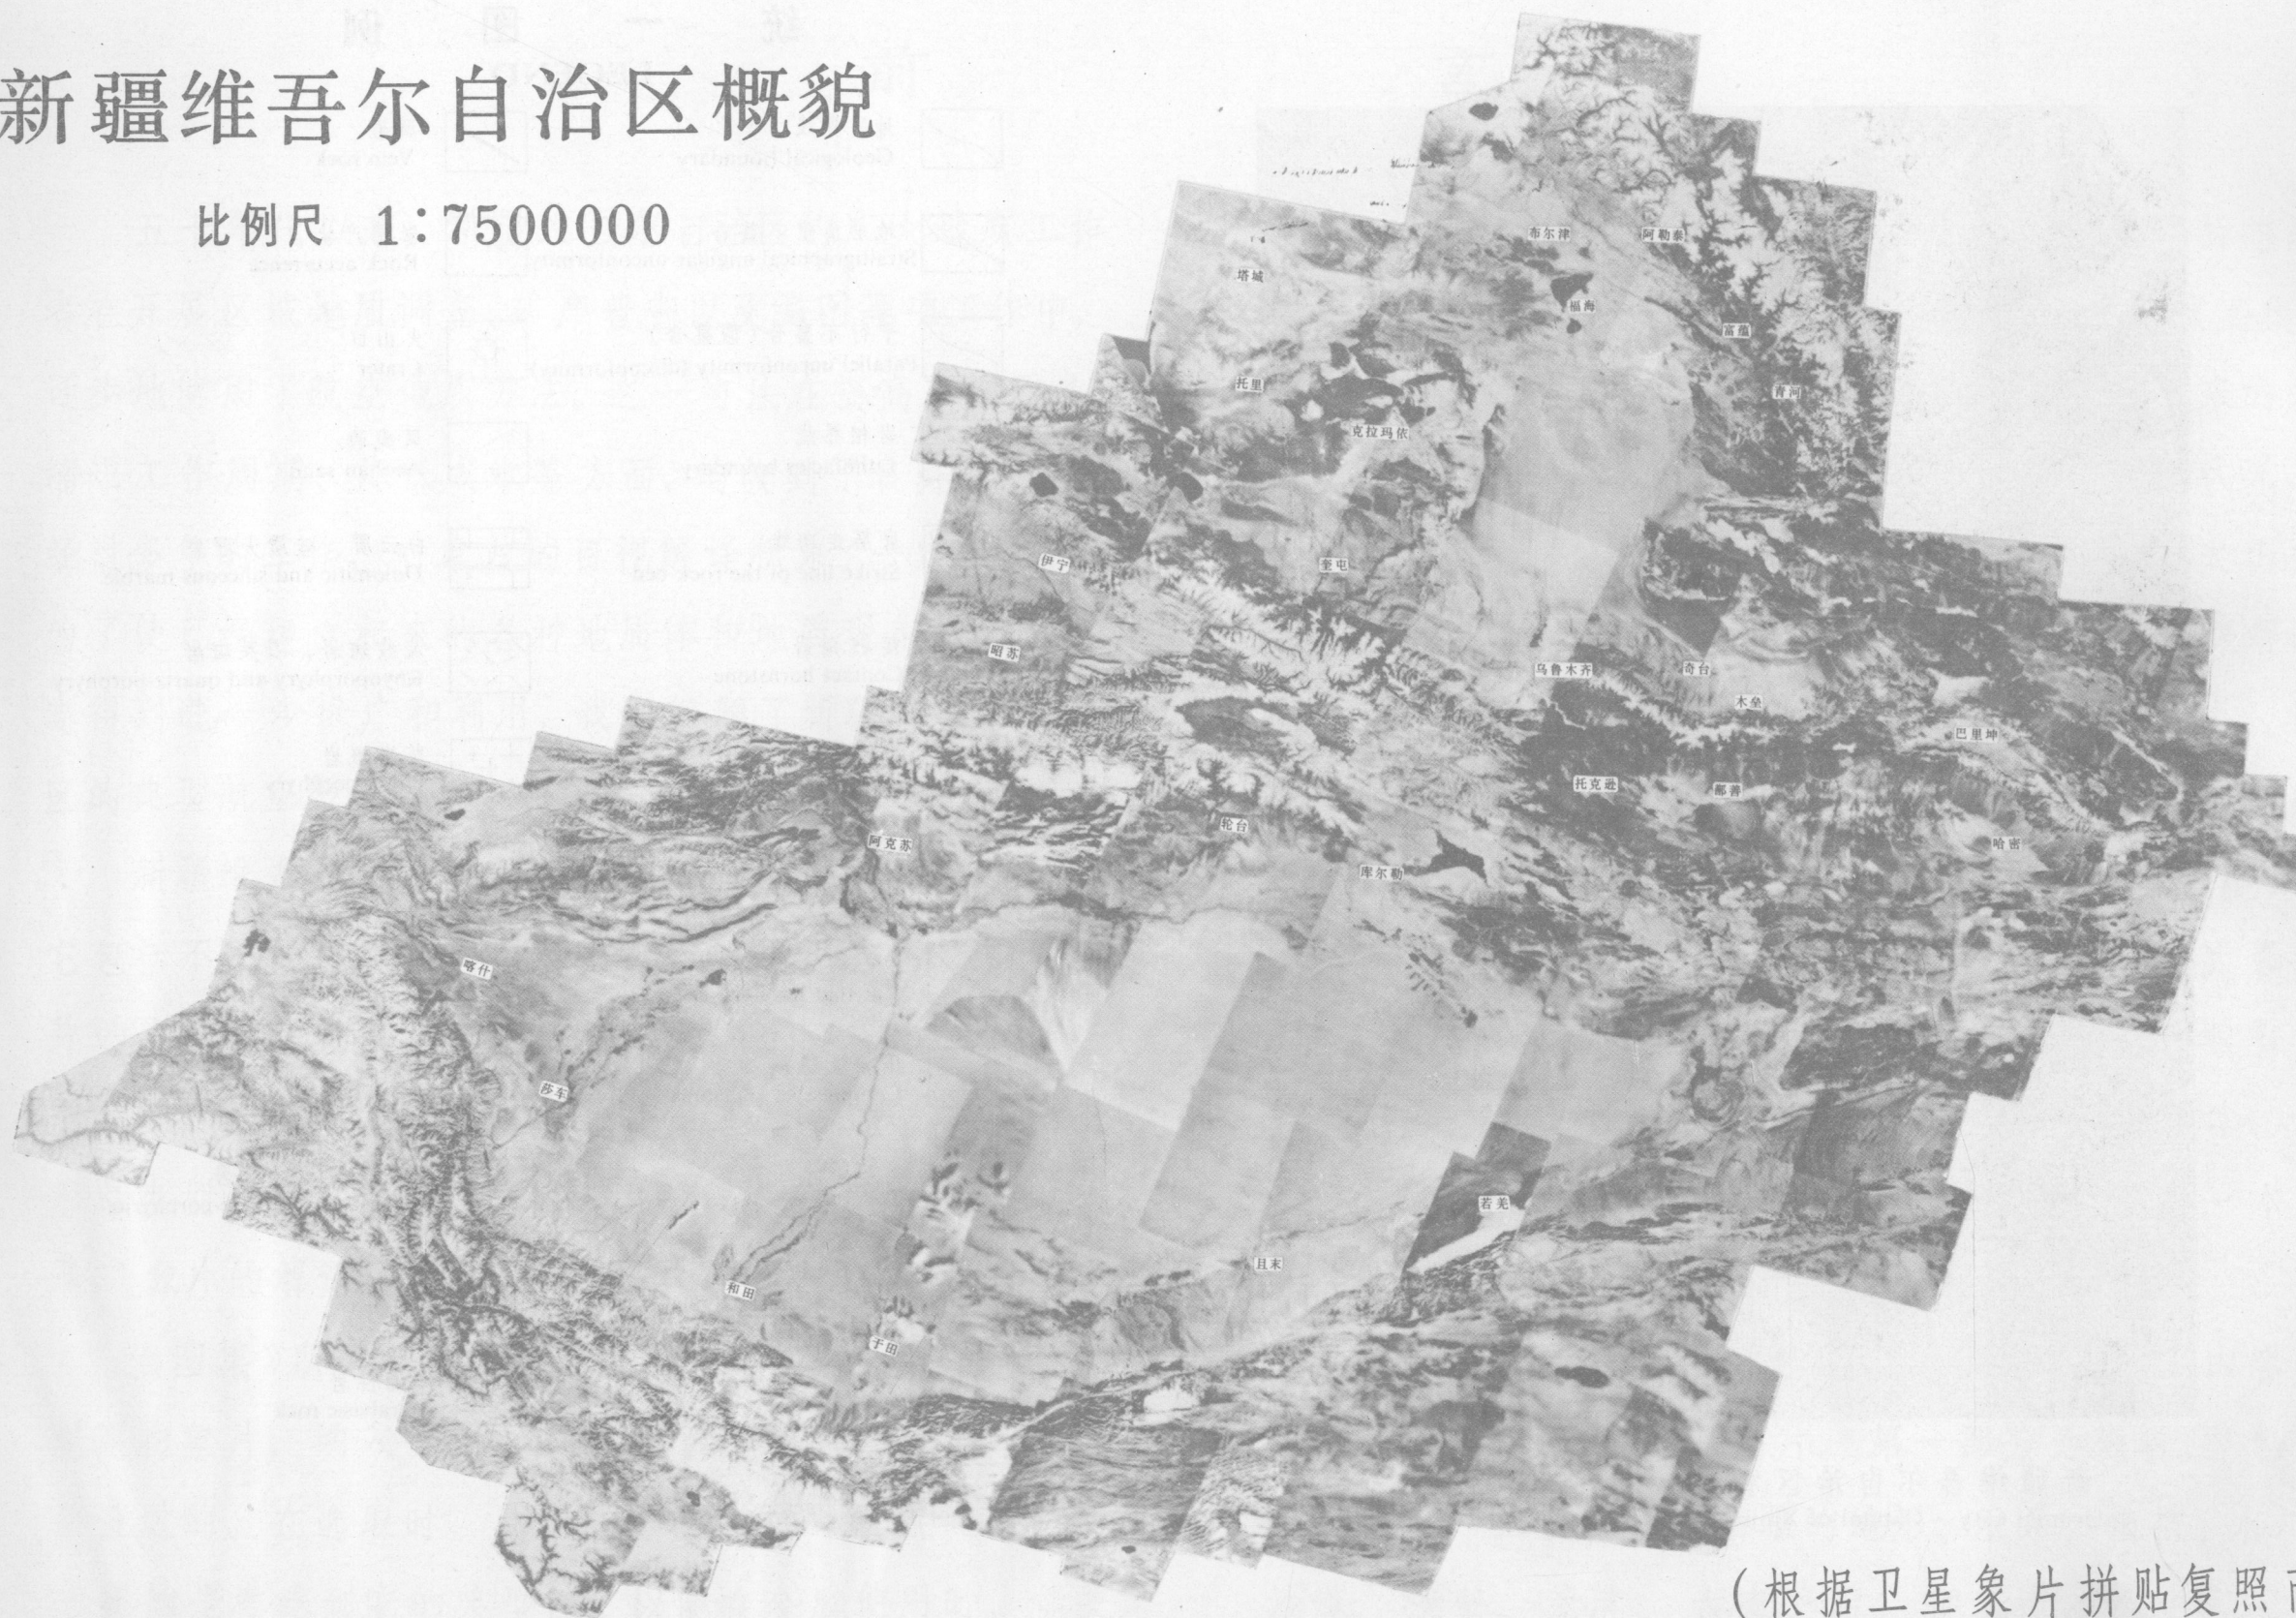 新疆维吾尔自治区概貌
比例尺 1:7500000
布尔津
阿勒泰
塔城
福海
富蕴
托里
青河
克拉玛依
伊宁
奎屯
昭苏
乌鲁木齐
奇台
木垒
巴里坤
托克逊
鄯善
轮台
阿克苏
哈密
库尔勒
喀什
莎车
若羌
且末
和田
于田
(根据卫星象片拼贴复照